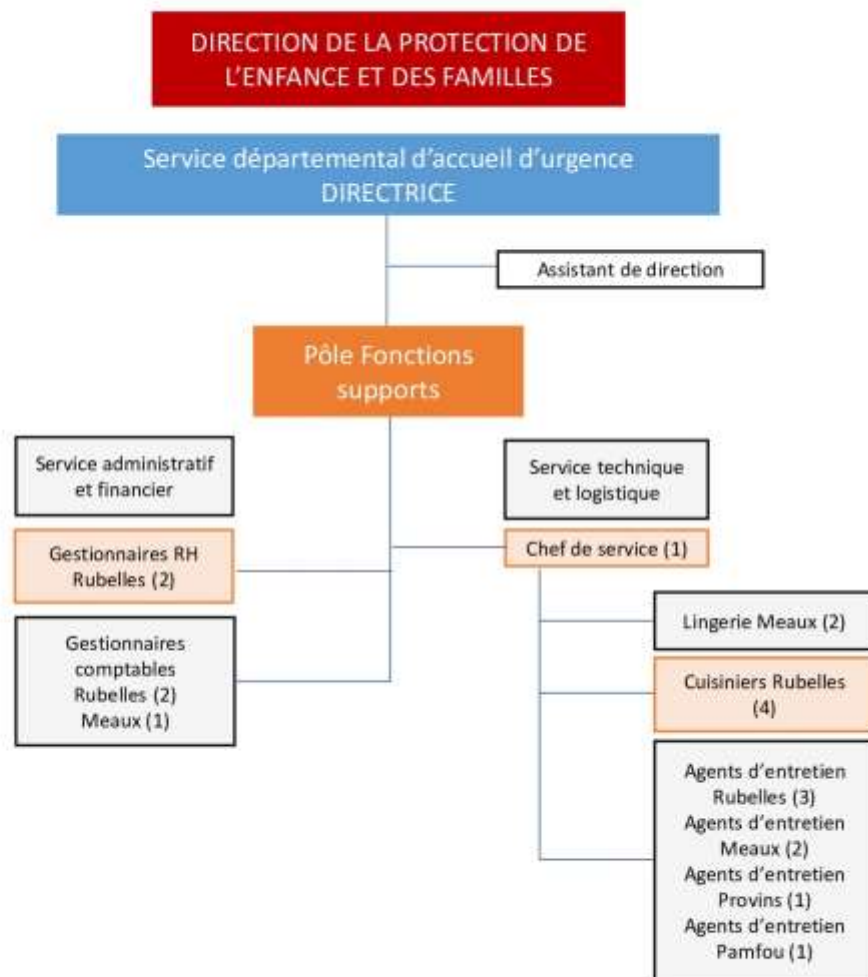 DIRECTION DE LA PROTECTION DE
L'ENFANCE ET DES FAMILLES
Service départemental d'accueil d'urgence
DIRECTRICE
Assistant de direction
Pôle Fonctions
supports
Service administratif
et financier
Gestionnaires RH
Rubelles (2)
Gestionnaires
comptables
Rubelles (2)
Meaux (1)
Service technique
et logistique
Chef de service (1)
Lingerie Meaux (2)
Cuisiniers Rubelles
(4)
Agents d'entretien
Rubelles (3)
Agents d'entretien
Meaux (2)
Agents d'entretien
Provins (1)
Agents d'entretien
Pamfou (1)